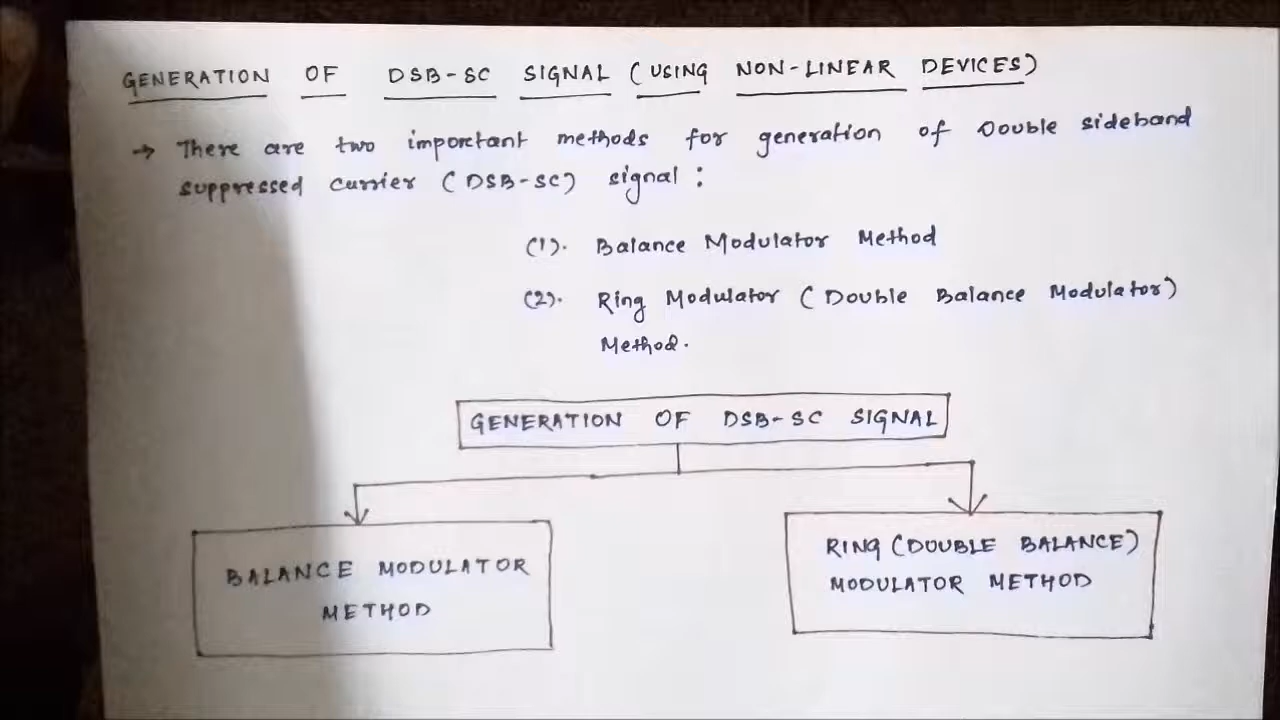 GENERATION OF DSB-SC SIGNAL (USING NON-LINEAR DEVICES)
→ There are two important methods for generation of Double sideband
suppressed currier (DSB-SC) signal :
(1). Balance Modulator Method
(2). Ring Modulator (Double Balance Modulator)
Method.
GENERATION OF DSB-SC SIGNAL
BALANCE MODULATOR
METHOD
RING (DOUBLE BALANCE)
MODULATOR METHOD